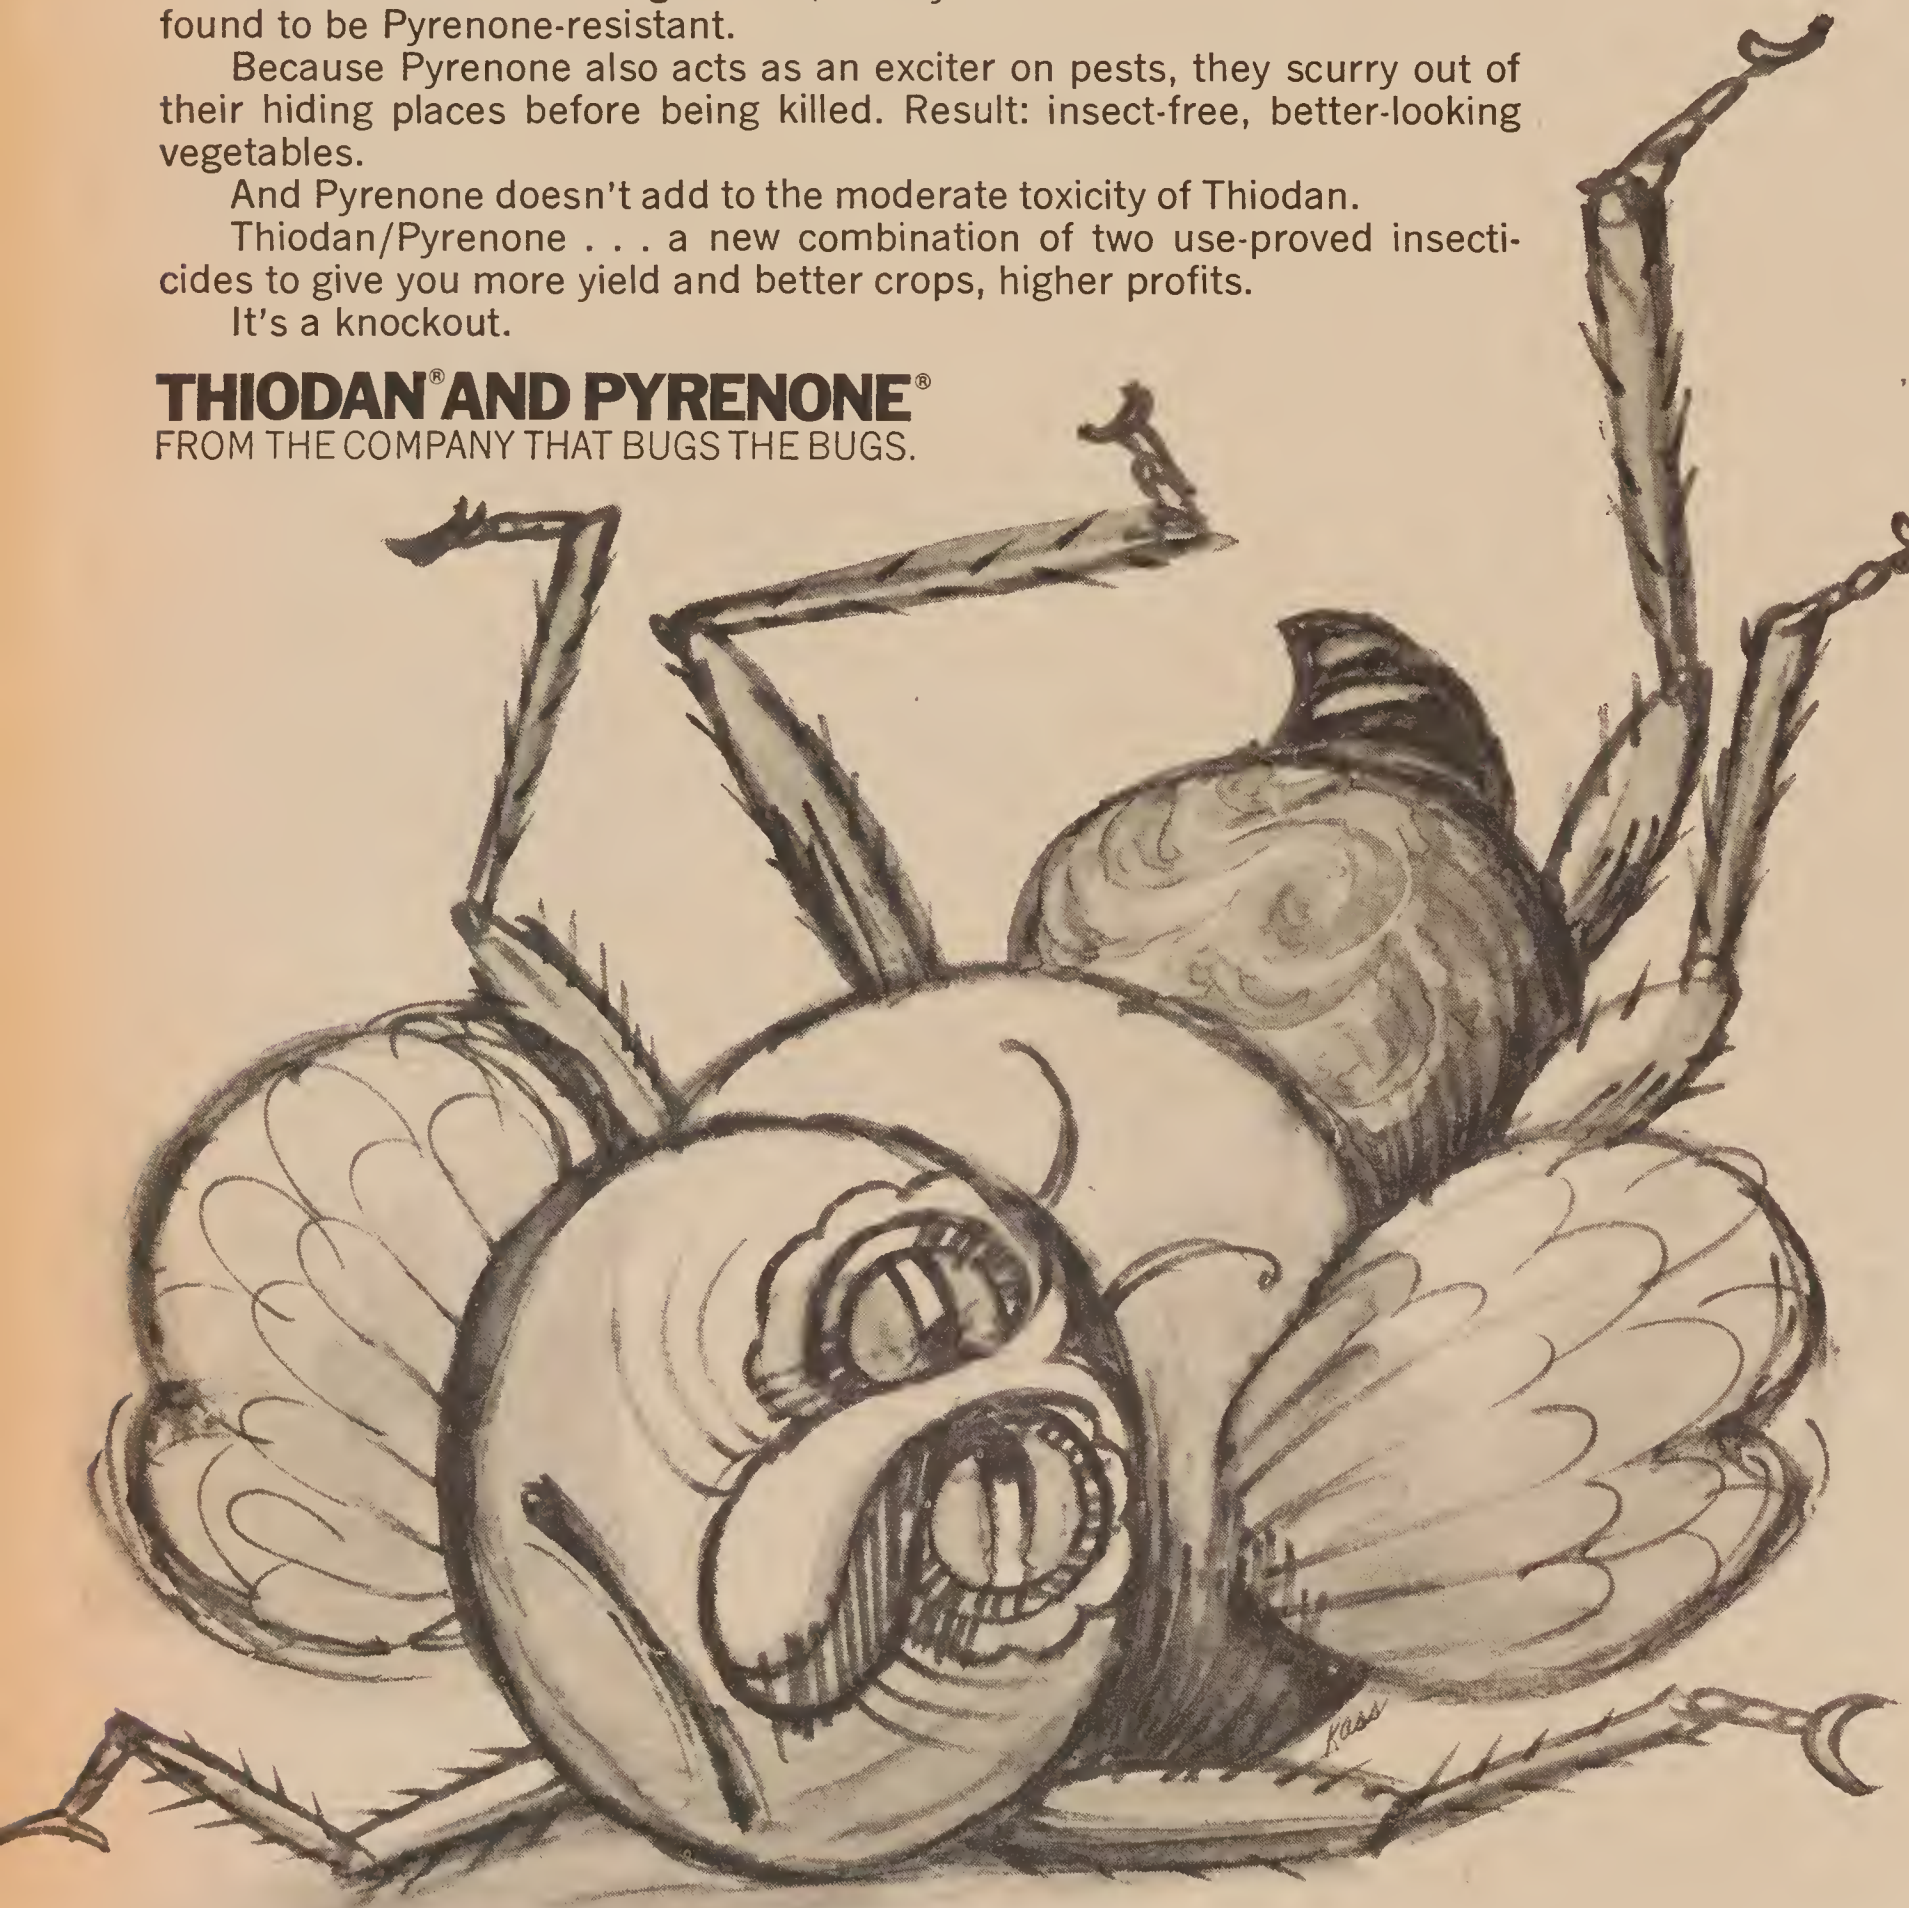 found to be Pyrenone-resistant.
Because Pyrenone also acts as an exciter on pests, they scurry out of
their hiding places before being killed. Result: insect-free, better-looking
vegetables.
And Pyrenone doesn't add to the moderate toxicity of Thiodan.
Thiodan/Pyrenone . . . a new combination of two use-proved insecti-
cides to give you more yield and better crops, higher profits.
It's a knockout.
THIODAN® AND PYRENONE®
FROM THE COMPANY THAT BUGS THE BUGS.
Kass